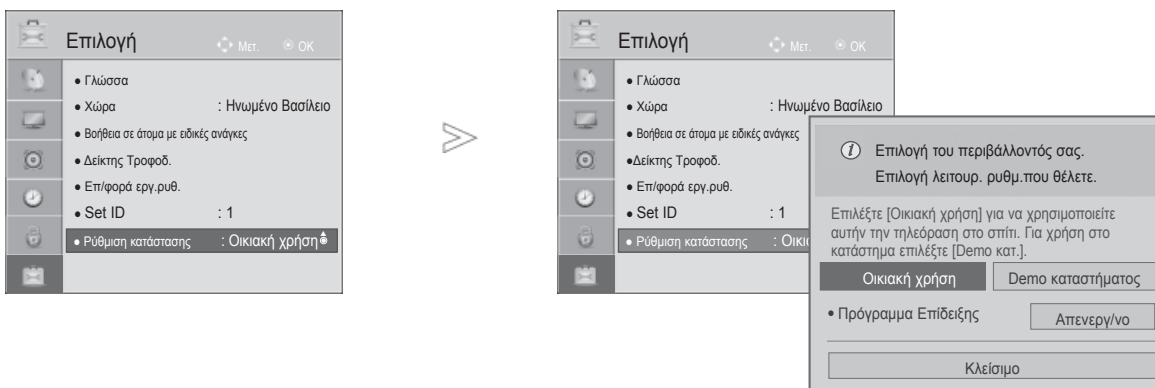 Επιλογή Μετ. OK
• Γλώσσα
• Χώρα : Ηνωμένο Βασίλειο
• Βοήθεια σε άτομα με ειδικές ανάγκες
• Δείκτης Τροφοδ.
• Επ/φορά εργ.ρυθ.
• Set ID : 1
• Ρύθμιση κατάστασης : Οικιακή χρήση
Επιλογή Μετ. OK
• Γλώσσα
• Χώρα : Ηνωμένο Βασίλειο
• Βοήθεια σε άτομα με ειδικές ανάγκες
•Δείκτης Τροφοδ.
• Επ/φορά εργ.ρυθ.
• Set ID : 1
• Ρύθμιση κατάστασης : Οικι
Επιλογή του περιβάλλοντός σας.
Επιλογή λειτουρ. ρυθμ.που θέλετε.
Επιλέξτε [Οικιακή χρήση] για να χρησιμοποιείτε
αυτήν την τηλεόραση στο σπίτι. Για χρήση στο
κατάστημα επιλέξτε [Demo κατ.].
Οικιακή χρήση Demo καταστήματος
• Πρόγραμμα Επίδειξης Απενεργ/νο
Κλείσιμο